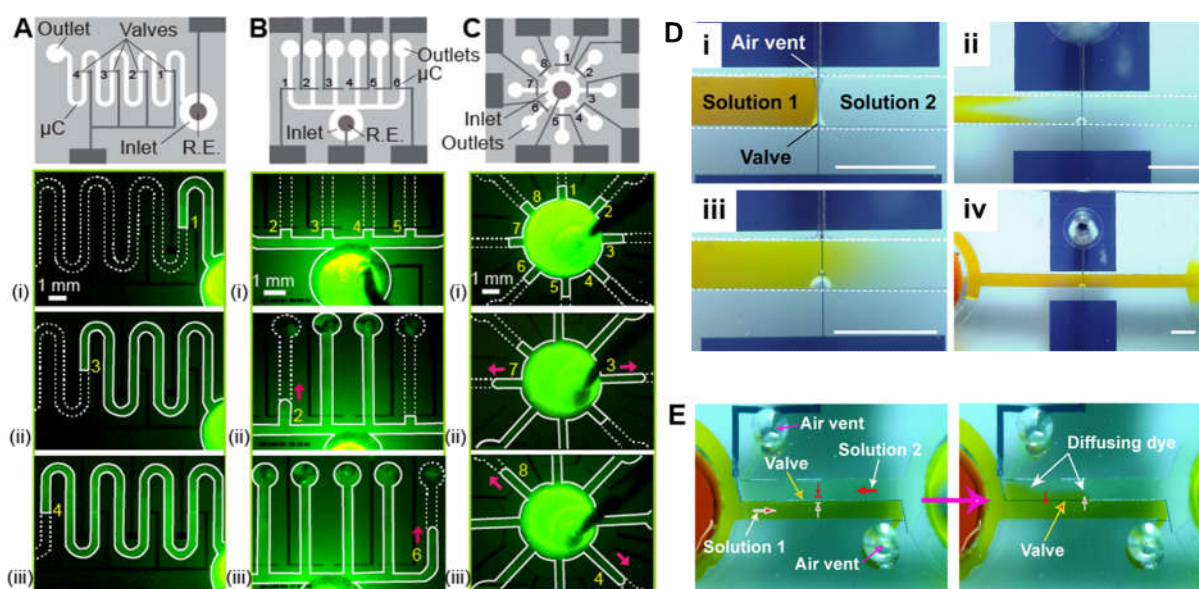 A
Outlet
Valves
4 3 2 1
µC
Inlet
R.E.
(i)
1
1 mm
(ii)
3
(iii)
4
B
Outlets
µC
1 2 3 4 5 6
Inlet
R.E.
(i)
2 3 4 5
1 mm
(ii)
2
(iii)
6
C
8 1 2
7 3
6 5 4
Inlet
Outlets
(i)
8 1 2
7 3
6 5 4
1 mm
(ii)
7 3
(iii)
8
4
D
i
Air vent
Solution 1
Solution 2
Valve
ii
iii
iv
E
Air vent
Valve
Solution 2
Solution 1
Air vent
Diffusing dye
Valve